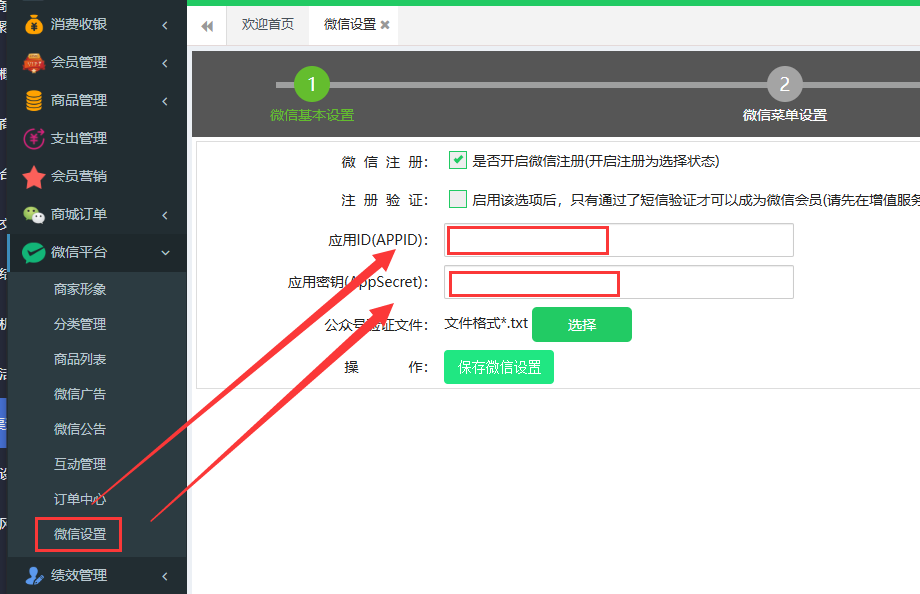 消费收银
会员管理
商品管理
支出管理
会员营销
商城订单
微信平台
商家形象
分类管理
商品列表
微信广告
微信公告
互动管理
订单中心
微信设置
绩效管理
欢迎首页
微信设置
1
微信基本设置
2
微信菜单设置
微 信 注 册：
是否开启微信注册(开启注册为选择状态)
注 册 验 证：
启用该选项后，只有通过了短信验证才可以成为微信会员(请先在增值服务
应用ID(APPID)：
应用密钥(AppSecret)：
公众号验证文件：
文件格式*.txt
选择
操 作：
保存微信设置